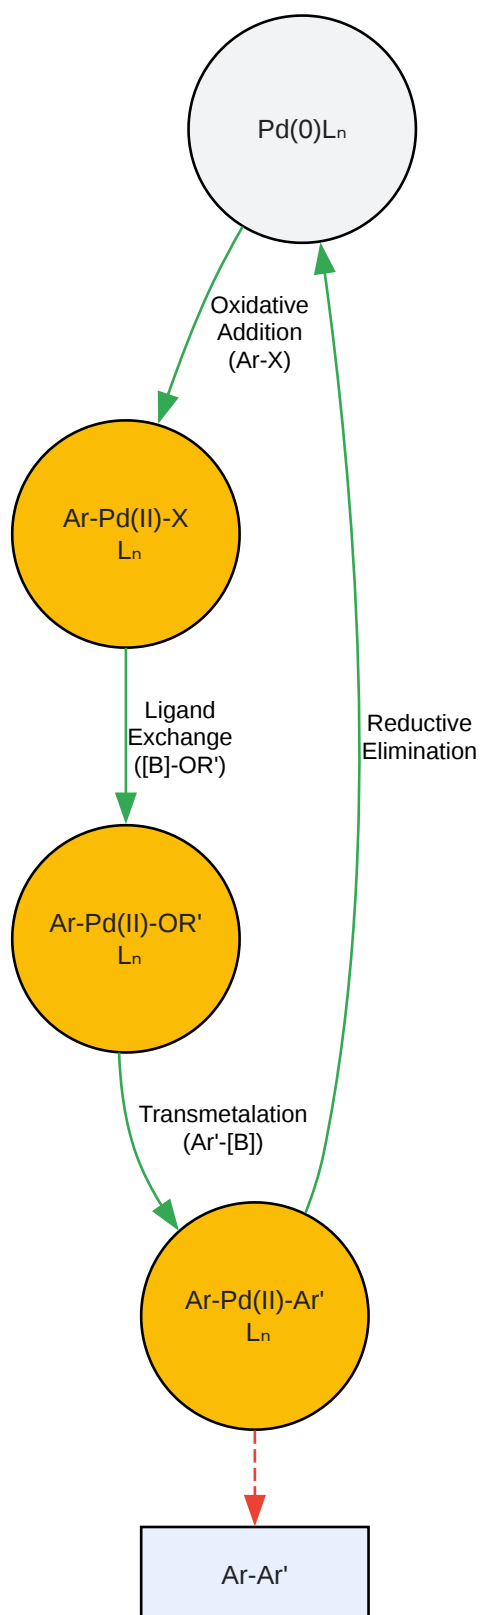 Pd(0)Lₙ
Oxidative
Addition
(Ar-X)
Ar-Pd(II)-X
Lₙ
Ligand
Exchange
([B]-OR')
Reductive
Elimination
Ar-Pd(II)-OR'
Lₙ
Transmetalation
(Ar'-[B])
Ar-Pd(II)-Ar'
Lₙ
Ar-Ar'